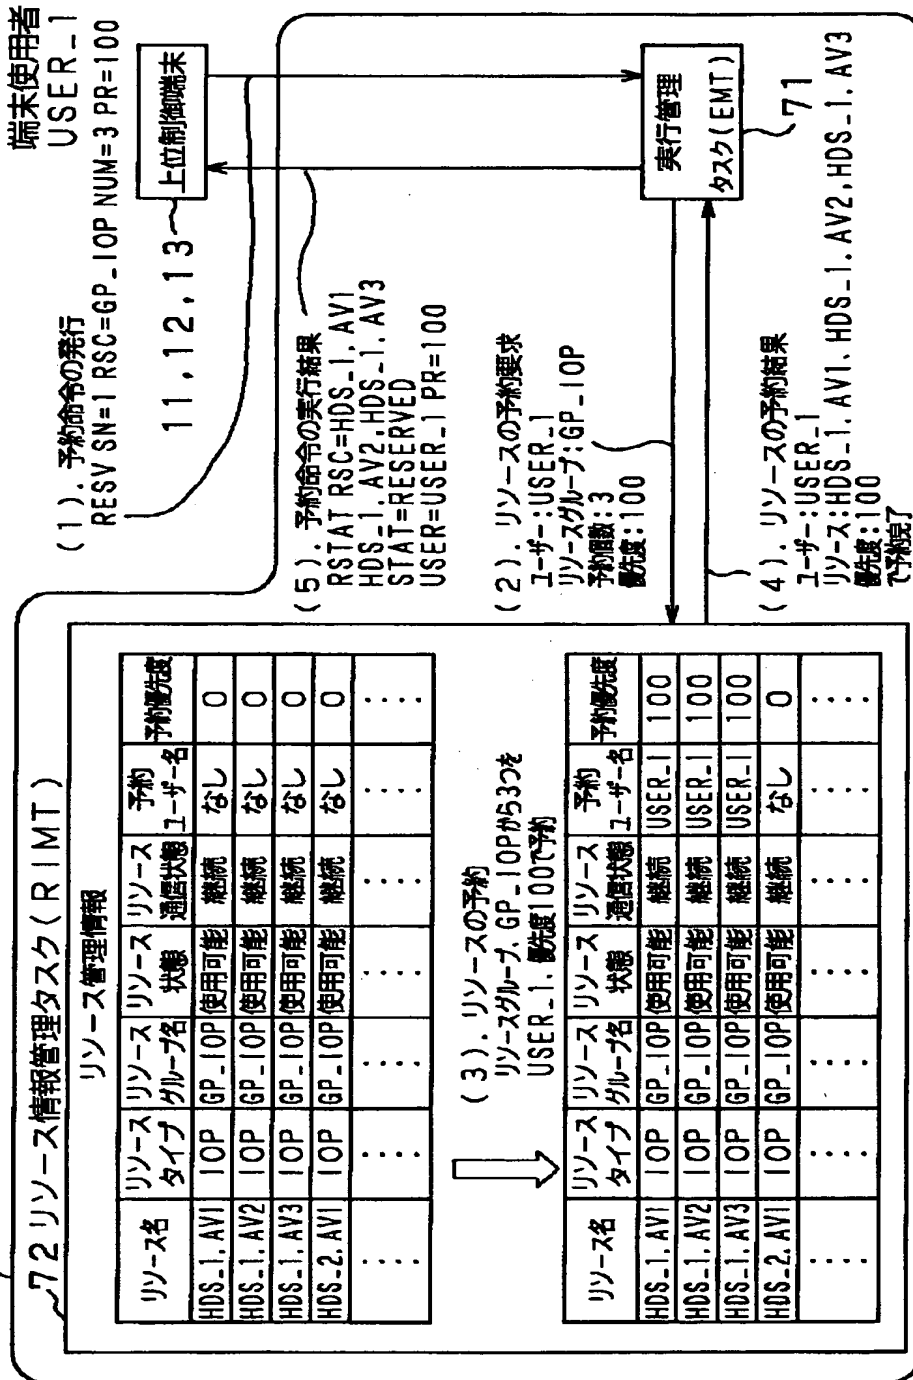 端末使用者
USER_1
(1). 予約命令の発行
RESV SN=1 RSC=GP_IOP NUM=3 PR=100
上位制御端末
11,12,13
72 リソース情報管理タスク(RIMT)
リソース管理情報
リソース名 リソースタイプ リソースグループ名 リソース状態 リソース通信状態 予約ユーザー名 予約優先度
HDS_1.AV1 IOP GP_IOP 使用可能 継続 なし 0
HDS_1.AV2 IOP GP_IOP 使用可能 継続 なし 0
HDS_1.AV3 IOP GP_IOP 使用可能 継続 なし 0
HDS_2.AV1 IOP GP_IOP 使用可能 継続 なし 0
.... .... .... .... .... .... ....
(3). リソースの予約
リソースグループ、GP_IOPから3つを
USER_1、優先度100で予約
リソース名 リソースタイプ リソースグループ名 リソース状態 リソース通信状態 予約ユーザー名 予約優先度
HDS_1.AV1 IOP GP_IOP 使用可能 継続 USER_1 100
HDS_1.AV2 IOP GP_IOP 使用可能 継続 USER_1 100
HDS_1.AV3 IOP GP_IOP 使用可能 継続 USER_1 100
HDS_2.AV1 IOP GP_IOP 使用可能 継続 なし 0
.... .... .... .... .... .... ....
(5). 予約命令の実行結果
RSTAT RSC=HDS_1.AV1
HDS_1.AV2,HDS_1.AV3
STAT=RESERVED
USER=USER_1 PR=100
(2). リソースの予約要求
ユーザー:USER_1
リソースグループ:GP_IOP
予約個数:3
優先度:100
実行管理
タスク(EMT)
71
(4). リソースの予約結果
ユーザー:USER_1
リソース:HDS_1.AV1,HDS_1.AV2,HDS_1.AV3
優先度:100
で予約完了